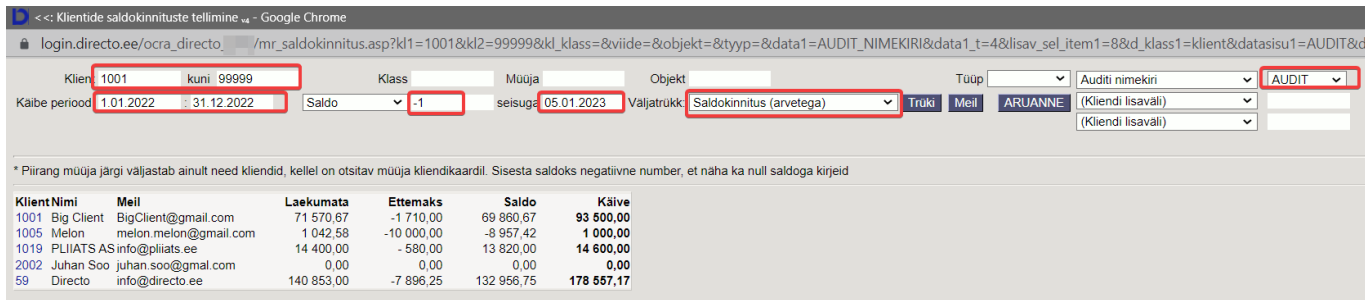 <<: Klientide saldokinnituste tellimine v4 - Google Chrome
login.directo.ee/ocra_directo_ /mr_saldokinnitus.asp?kl1=1001&kl2=99999&kl_klass=&viide=&objekt=&tyyp=&data1=AUDIT_NIMEKIRI&data1_t=4&lisav_sel_item1=8&d_klass1=klient&datasisu1=AUDIT&d
Klient 1001 kuni 99999 Klass Müüja Objekt Tüüp Auditi nimekiri AUDIT
Käibe periood 1.01.2022 : 31.12.2022 Saldo -1 seisuga 05.01.2023 Väljatrükk: Saldokinnitus (arvetega) Trüki Meil ARUANNE (Kliendi lisaväli)
(Kliendi lisaväli)
* Piirang müüja järgi väljastab ainult need kliendid, kellel on otsitav müüja kliendikaardil. Sisesta saldoks negatiivne number, et näha ka null saldoga kirjeid
Klient Nimi Meil Laekumata Ettemaks Saldo Käive
1001 Big Client BigClient@gmail.com 71 570,67 -1 710,00 69 860,67 93 500,00
1005 Melon melon.melon@gmail.com 1 042,58 -10 000,00 -8 957,42 1 000,00
1019 PLIIATS AS info@pliiats.ee 14 400,00 - 580,00 13 820,00 14 600,00
2002 Juhan Soo juhan.soo@gmal.com 0,00 0,00 0,00 0,00
59 Directo info@directo.ee 140 853,00 -7 896,25 132 956,75 178 557,17